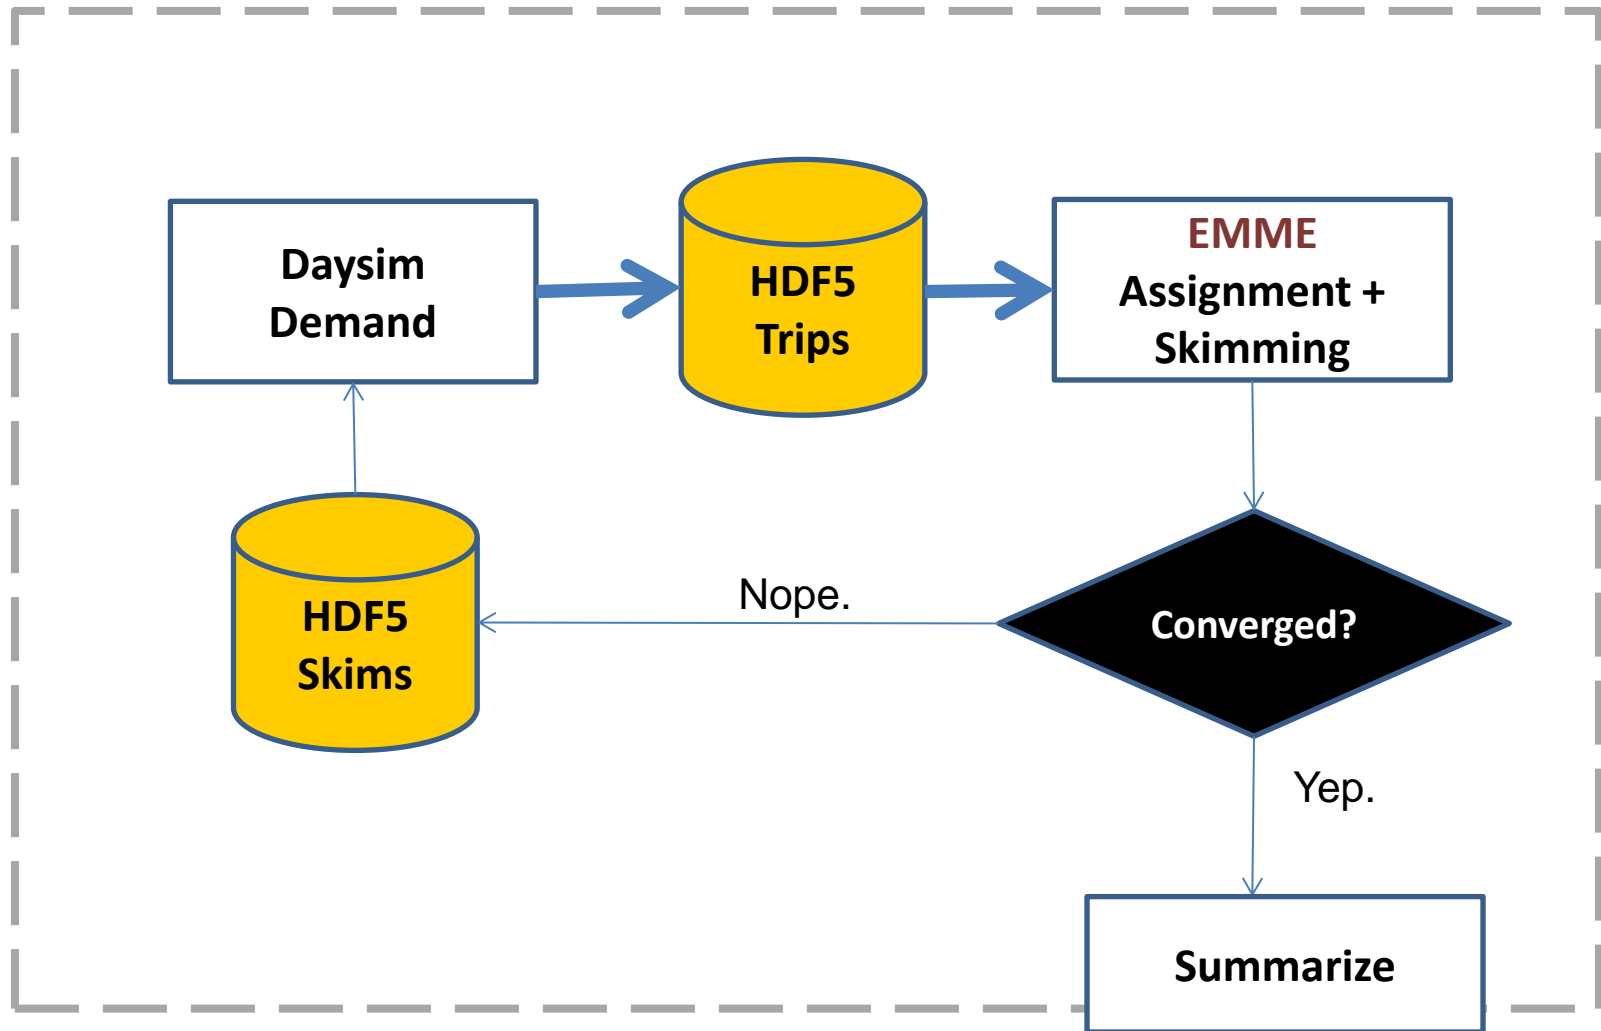 Daysim
Demand
HDF5
Trips
EMME
Assignment +
Skimming
HDF5
Skims
Nope.
Converged?
Yep.
Summarize